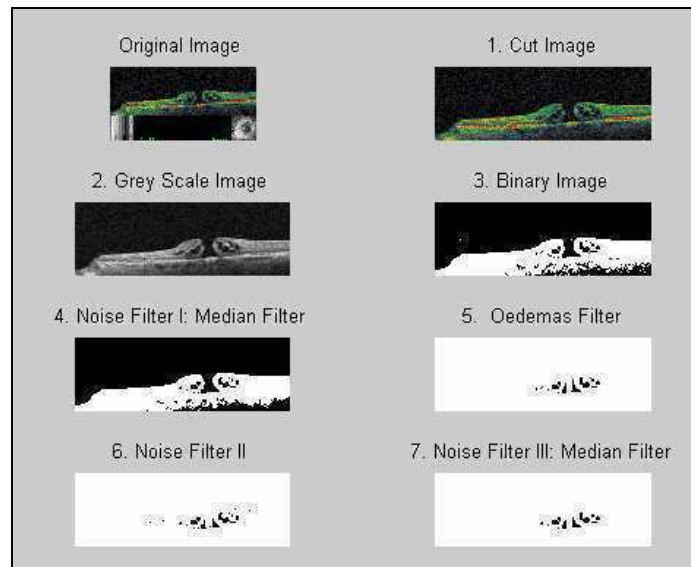 Original Image
1. Cut Image
2. Grey Scale Image
3. Binary Image
4. Noise Filter I: Median Filter
5. Oedemas Filter
6. Noise Filter II
7. Noise Filter III: Median Filter